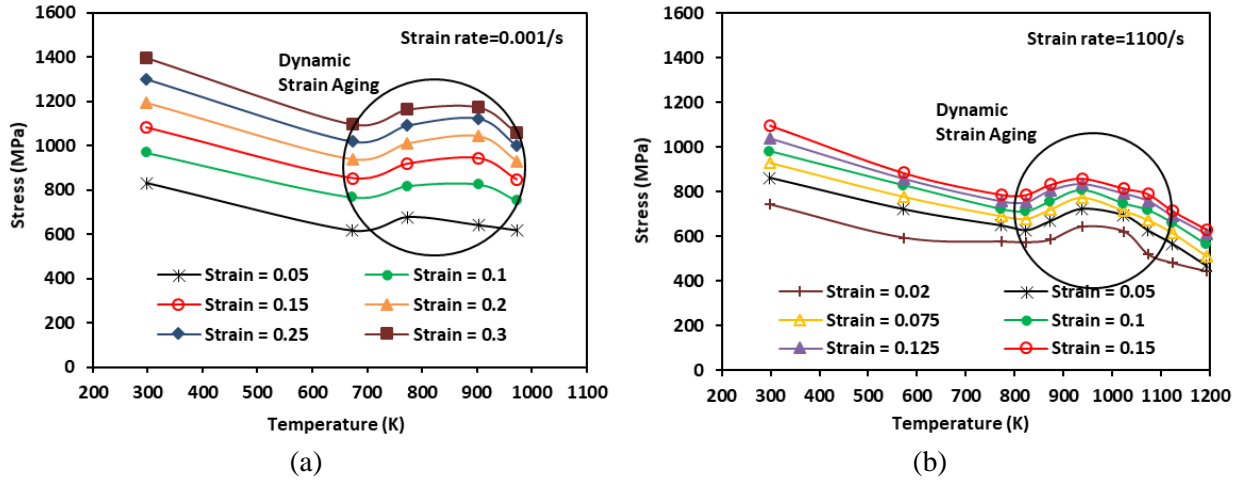 1600
1400
1200
1000
800
600
400
200
0
Stress (MPa)
Strain rate=0.001/s
Dynamic
Strain Aging
Strain = 0.05
Strain = 0.1
Strain = 0.15
Strain = 0.2
Strain = 0.25
Strain = 0.3
200 300 400 500 600 700 800 900 1000 1100
Temperature (K)
(a)
1600
1400
1200
1000
800
600
400
200
0
Stress (MPa)
Strain rate=1100/s
Dynamic
Strain Aging
Strain = 0.02
Strain = 0.05
Strain = 0.075
Strain = 0.1
Strain = 0.125
Strain = 0.15
200 300 400 500 600 700 800 900 1000 1100 1200
Temperature (K)
(b)